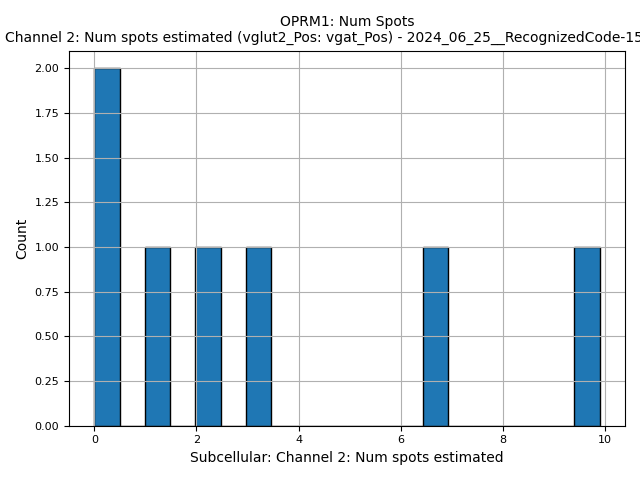 OPRM1: Num Spots
Channel 2: Num spots estimated (vglut2_Pos: vgat_Pos) - 2024_06_25__RecognizedCode-15
2.00
1.75
1.50
1.25
1.00
0.75
0.50
0.25
0.00
Count
0 2 4 6 8 10
Subcellular: Channel 2: Num spots estimated